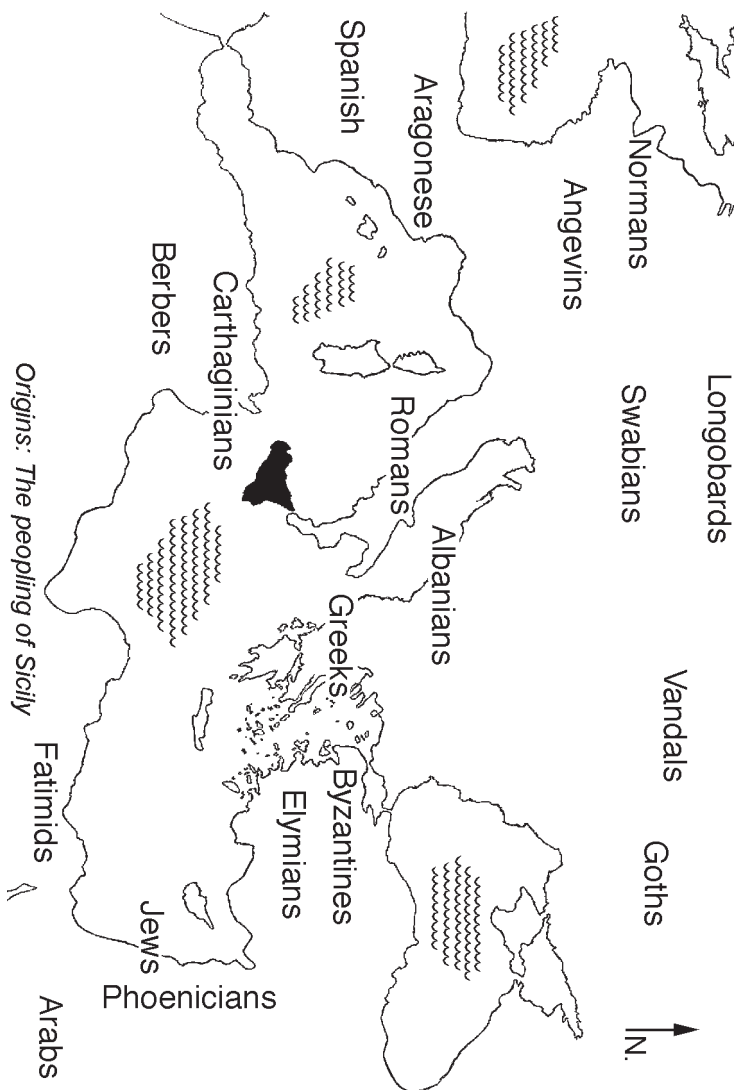 Longobards
Vandals
Goths
N.
Normans
Swabians
Angevins
Aragonese
Romans
Albanians
Spanish
Greeks
Byzantines
Elymians
Carthaginians
Berbers
Jews
Phoenicians
Fatimids
Arabs
Origins: The peopling of Sicily